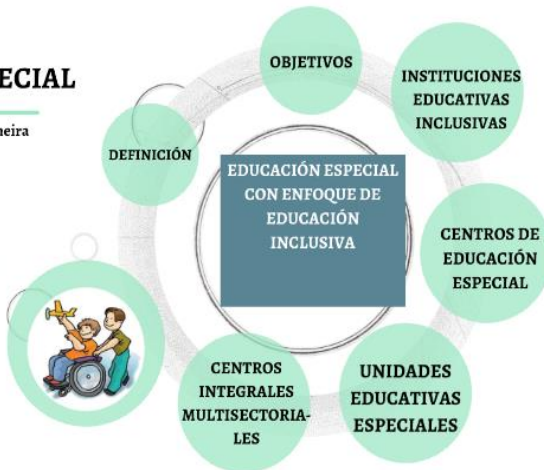 PECIAL
neira
DEFINICIÓN
OBJETIVOS
INSTITUCIONES
EDUCATIVAS
INCLUSIVAS
EDUCACIÓN ESPECIAL
CON ENFOQUE DE
EDUCACIÓN
INCLUSIVA
CENTROS DE
EDUCACIÓN
ESPECIAL
UNIDADES
EDUCATIVAS
ESPECIALES
CENTROS
INTEGRALES
MULTISECTORIA-
LES